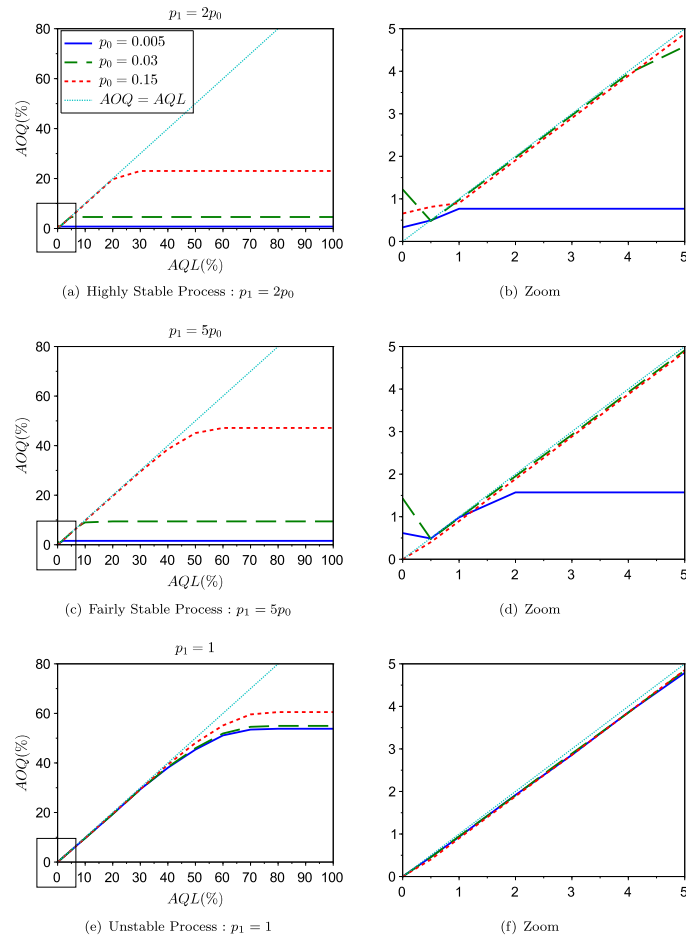 p₁ = 2p₀
80
60
40
20
0
AOQ(%)
p₀ = 0.005
p₀ = 0.03
p₀ = 0.15
AOQ = AQL
0 10 20 30 40 50 60 70 80 90 100
AQL(%)
5
4
3
2
1
0
0 1 2 3 4 5
(a) Highly Stable Process : p₁ = 2p₀
(b) Zoom
p₁ = 5p₀
80
60
40
20
0
AOQ(%)
0 10 20 30 40 50 60 70 80 90 100
AQL(%)
5
4
3
2
1
0
0 1 2 3 4 5
(c) Fairly Stable Process : p₁ = 5p₀
(d) Zoom
p₁ = 1
80
60
40
20
0
AOQ(%)
0 10 20 30 40 50 60 70 80 90 100
AQL(%)
5
4
3
2
1
0
0 1 2 3 4 5
(e) Unstable Process : p₁ = 1
(f) Zoom